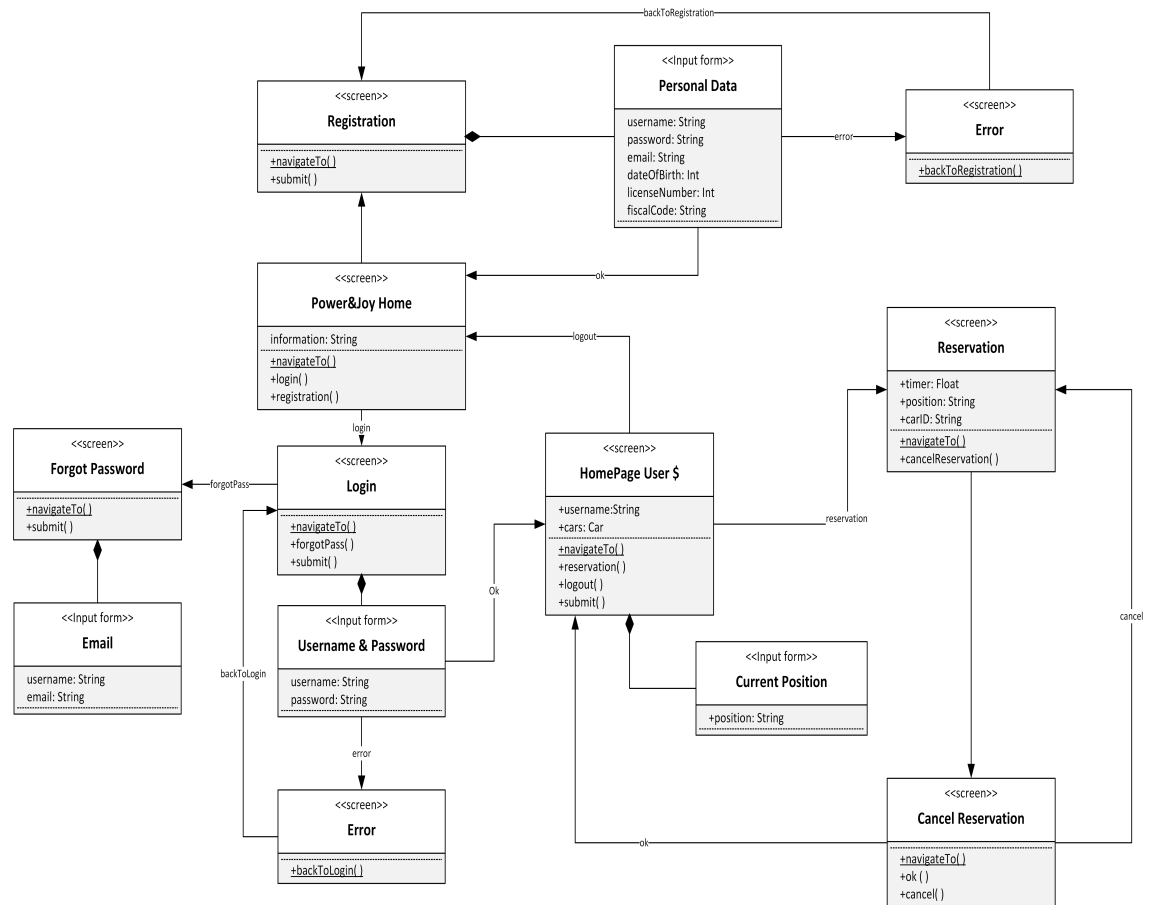 backToRegistration
<<Input form>>
Personal Data
username: String
password: String
email: String
dateOfBirth: Int
licenseNumber: Int
fiscalCode: String
<<screen>>
Registration
+navigateTo( )
+submit( )
error
<<screen>>
Error
+backToRegistration( )
ok
<<screen>>
Power&Joy Home
information: String
+navigateTo( )
+login( )
+registration( )
logout
<<screen>>
Reservation
+timer: Float
+position: String
+carID: String
+navigateTo( )
+cancelReservation( )
login
<<screen>>
Forgot Password
+navigateTo( )
+submit( )
forgotPass
<<screen>>
Login
+navigateTo( )
+forgotPass( )
+submit( )
<<screen>>
HomePage User $
+username:String
+cars: Car
+navigateTo( )
+reservation( )
+logout( )
+submit( )
reservation
Ok
<<Input form>>
Email
username: String
email: String
<<Input form>>
Username & Password
username: String
password: String
backToLogin
<<Input form>>
Current Position
+position: String
cancel
error
<<screen>>
Error
+backToLogin( )
ok
<<screen>>
Cancel Reservation
+navigateTo( )
+ok ( )
+cancel( )